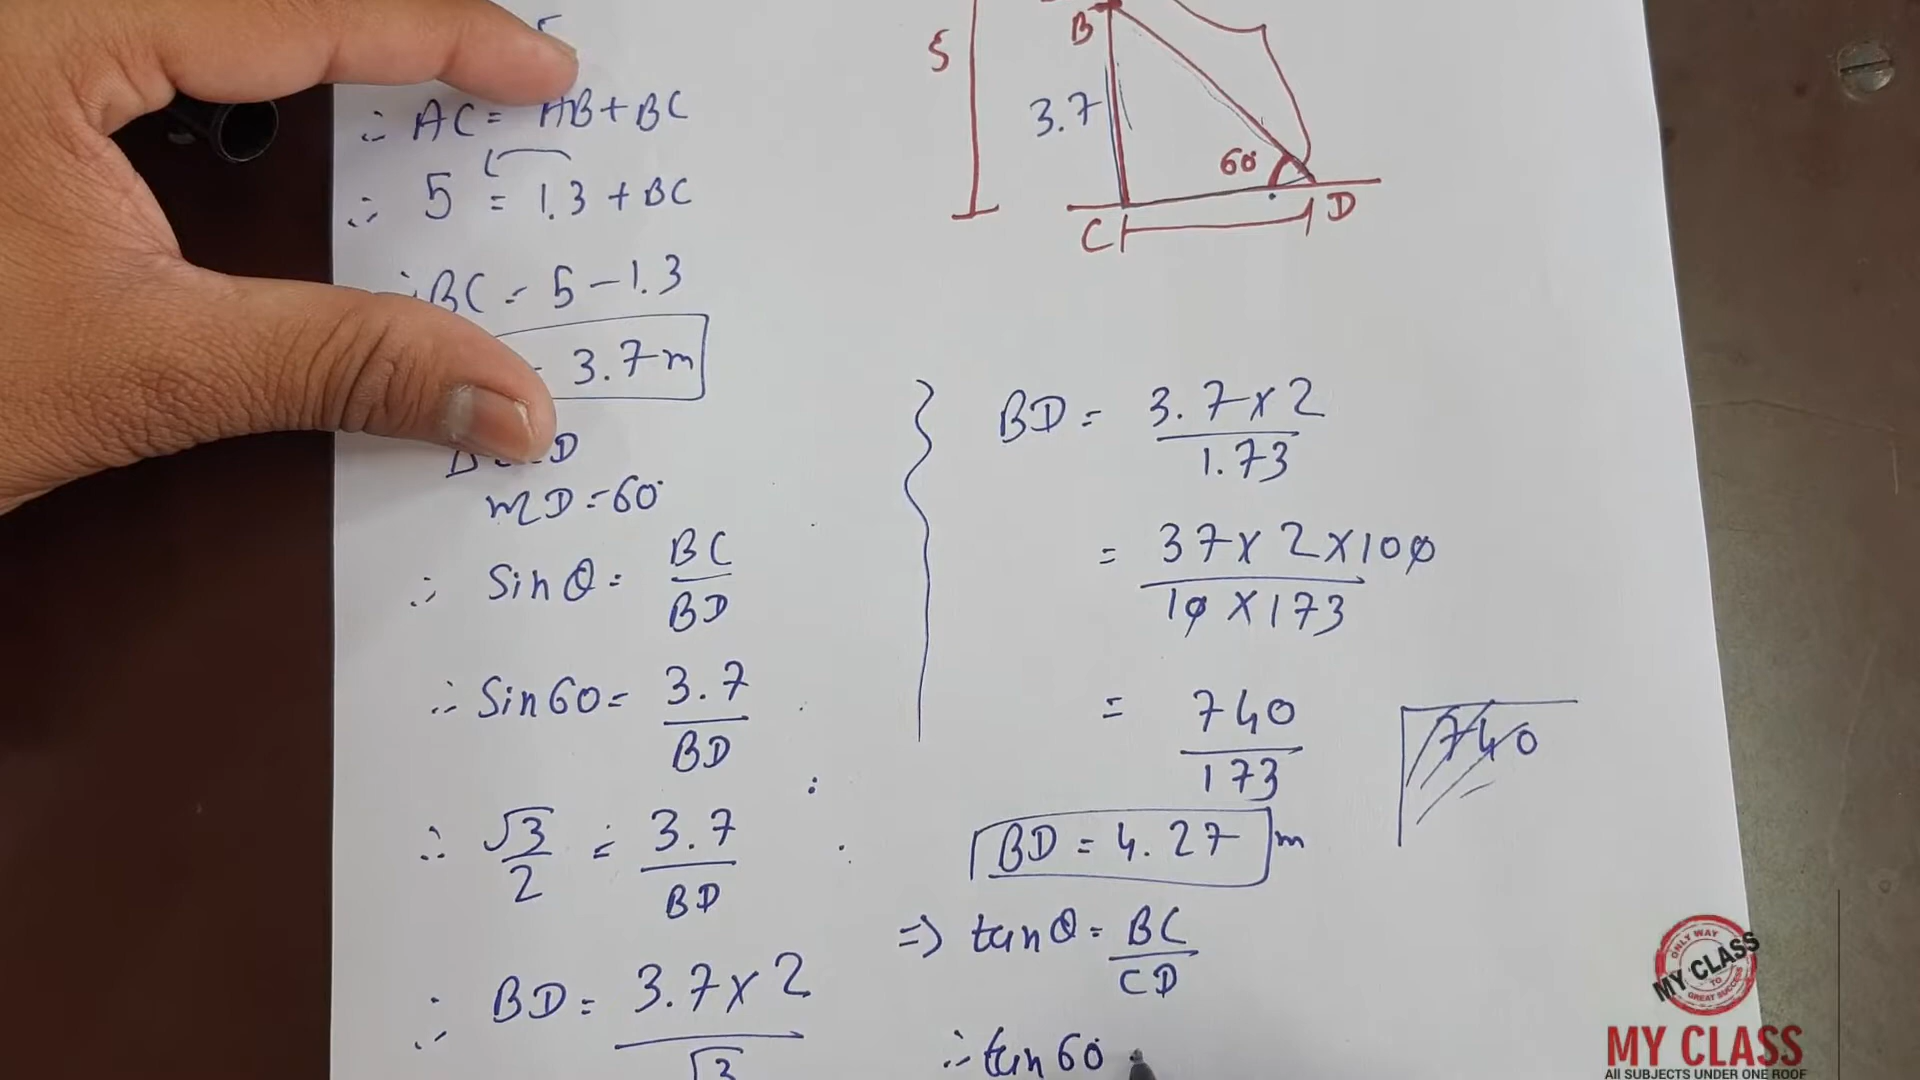 ∴ AC = AB + BC
∴ 5 = 1.3 + BC
∴ BC = 5 - 1.3
= 3.7 m
D
m∠D = 60°
∴ Sin θ = BC/BD
∴ Sin 60 = 3.7/BD
∴ √3/2 = 3.7/BD
∴ BD = 3.7 x 2/√3
5
B
3.7
60°
C
D
BD = 3.7 x 2/1.73
= 37 x 2 x 100/10 x 173
= 740/173
740
BD = 4.27 m
⇒ tan θ = BC/CD
∴ tan 60
ONLY WAY
MY CLASS
TO
GREAT SUCCESS
MY CLASS
All SUBJECTS UNDER ONE ROOF